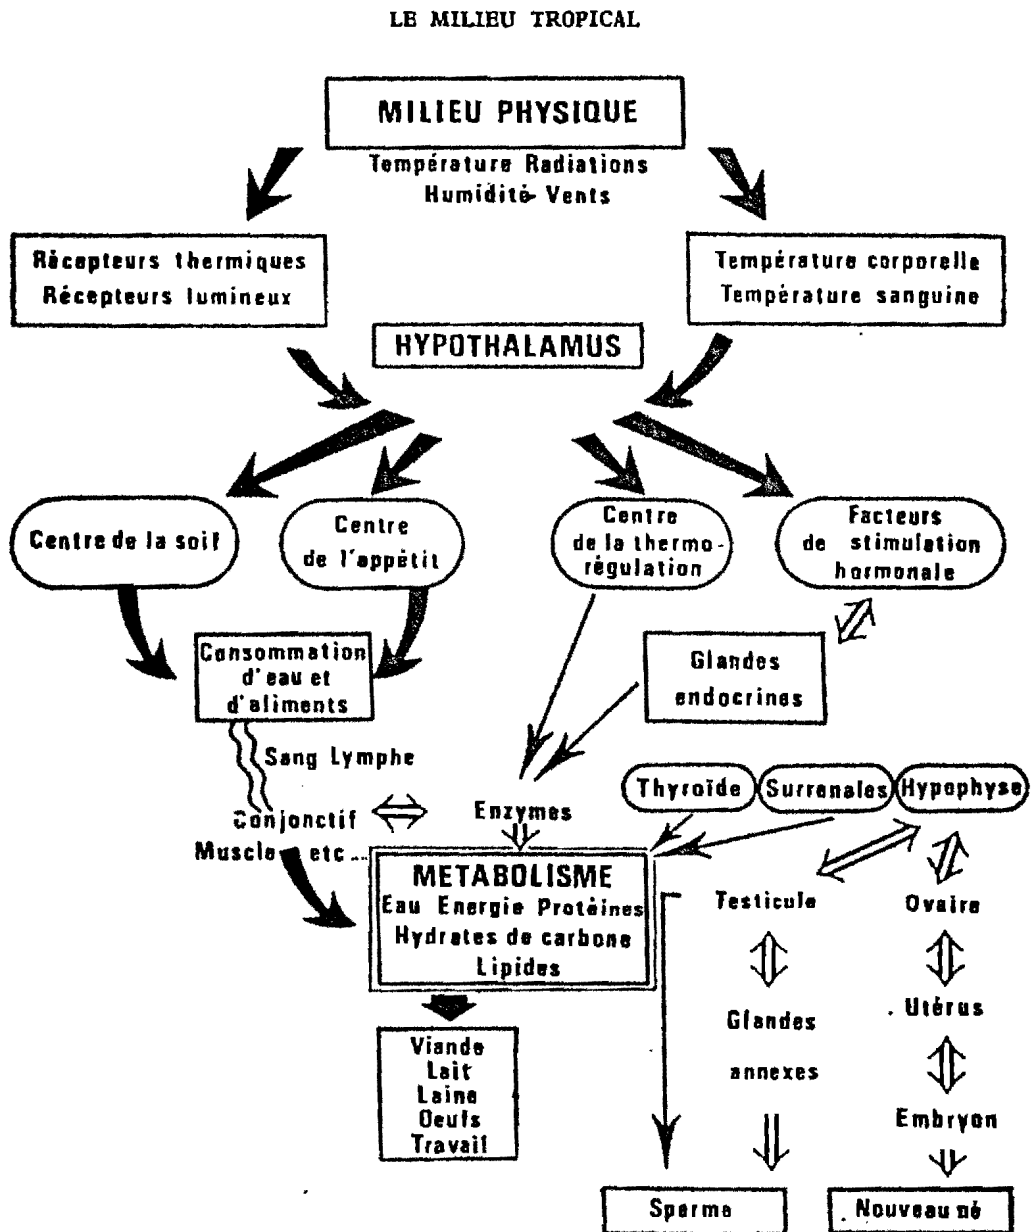 LE MILIEU TROPICAL
MILIEU PHYSIQUE
Température Radiations
Humidité Vents
Récepteurs thermiques
Récepteurs lumineux
Température corporelle
Température sanguine
HYPOTHALAMUS
Centre de la soif
Centre
de l'appétit
Centre
de la thermo-
régulation
Facteurs
de stimulation
hormonale
Consommation
d'eau et
d'aliments
Glandes
endocrines
Sang Lymphe
Thyroïde
Surrenales
Hypophyse
Conjonctif
Enzymes
Muscle etc...
METABOLISME
Eau Energie Protéines
Hydrates de carbone
Lipides
Testicule
Ovaire
Glandes
annexes
Utérus
Embryon
Viande
Lait
Laine
Oeufs
Travail
Sperme
Nouveau né